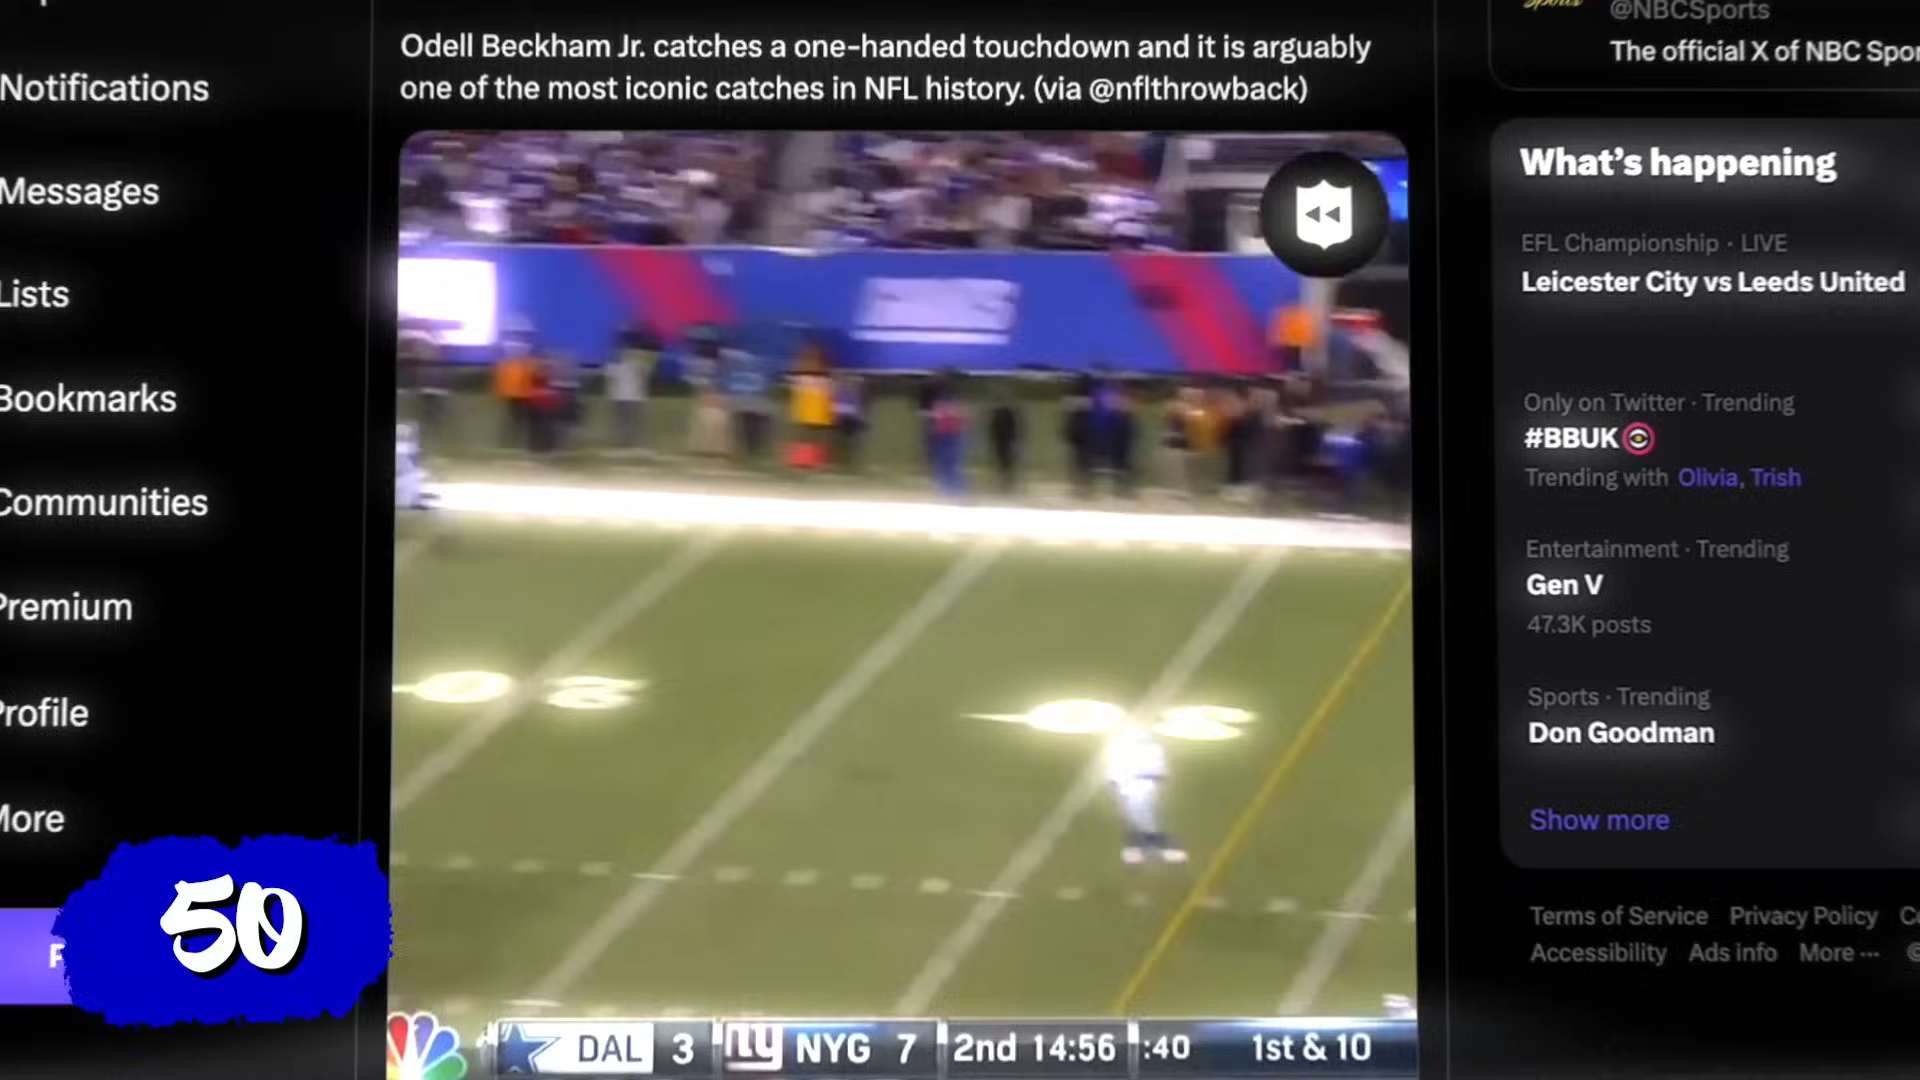 Notifications
Messages
Lists
Bookmarks
Communities
Premium
Profile
More
50
Odell Beckham Jr. catches a one-handed touchdown and it is arguably
one of the most iconic catches in NFL history. (via @nflthrowback)
DAL 3 ny NYG 7 2nd 14:56 :40 1st & 10
@NBCSports
The official X of NBC Spor
What's happening
EFL Championship · LIVE
Leicester City vs Leeds United
Only on Twitter · Trending
#BBUK
Trending with Olivia, Trish
Entertainment · Trending
Gen V
47.3K posts
Sports · Trending
Don Goodman
Show more
Terms of Service Privacy Policy
Accessibility Ads info More ···